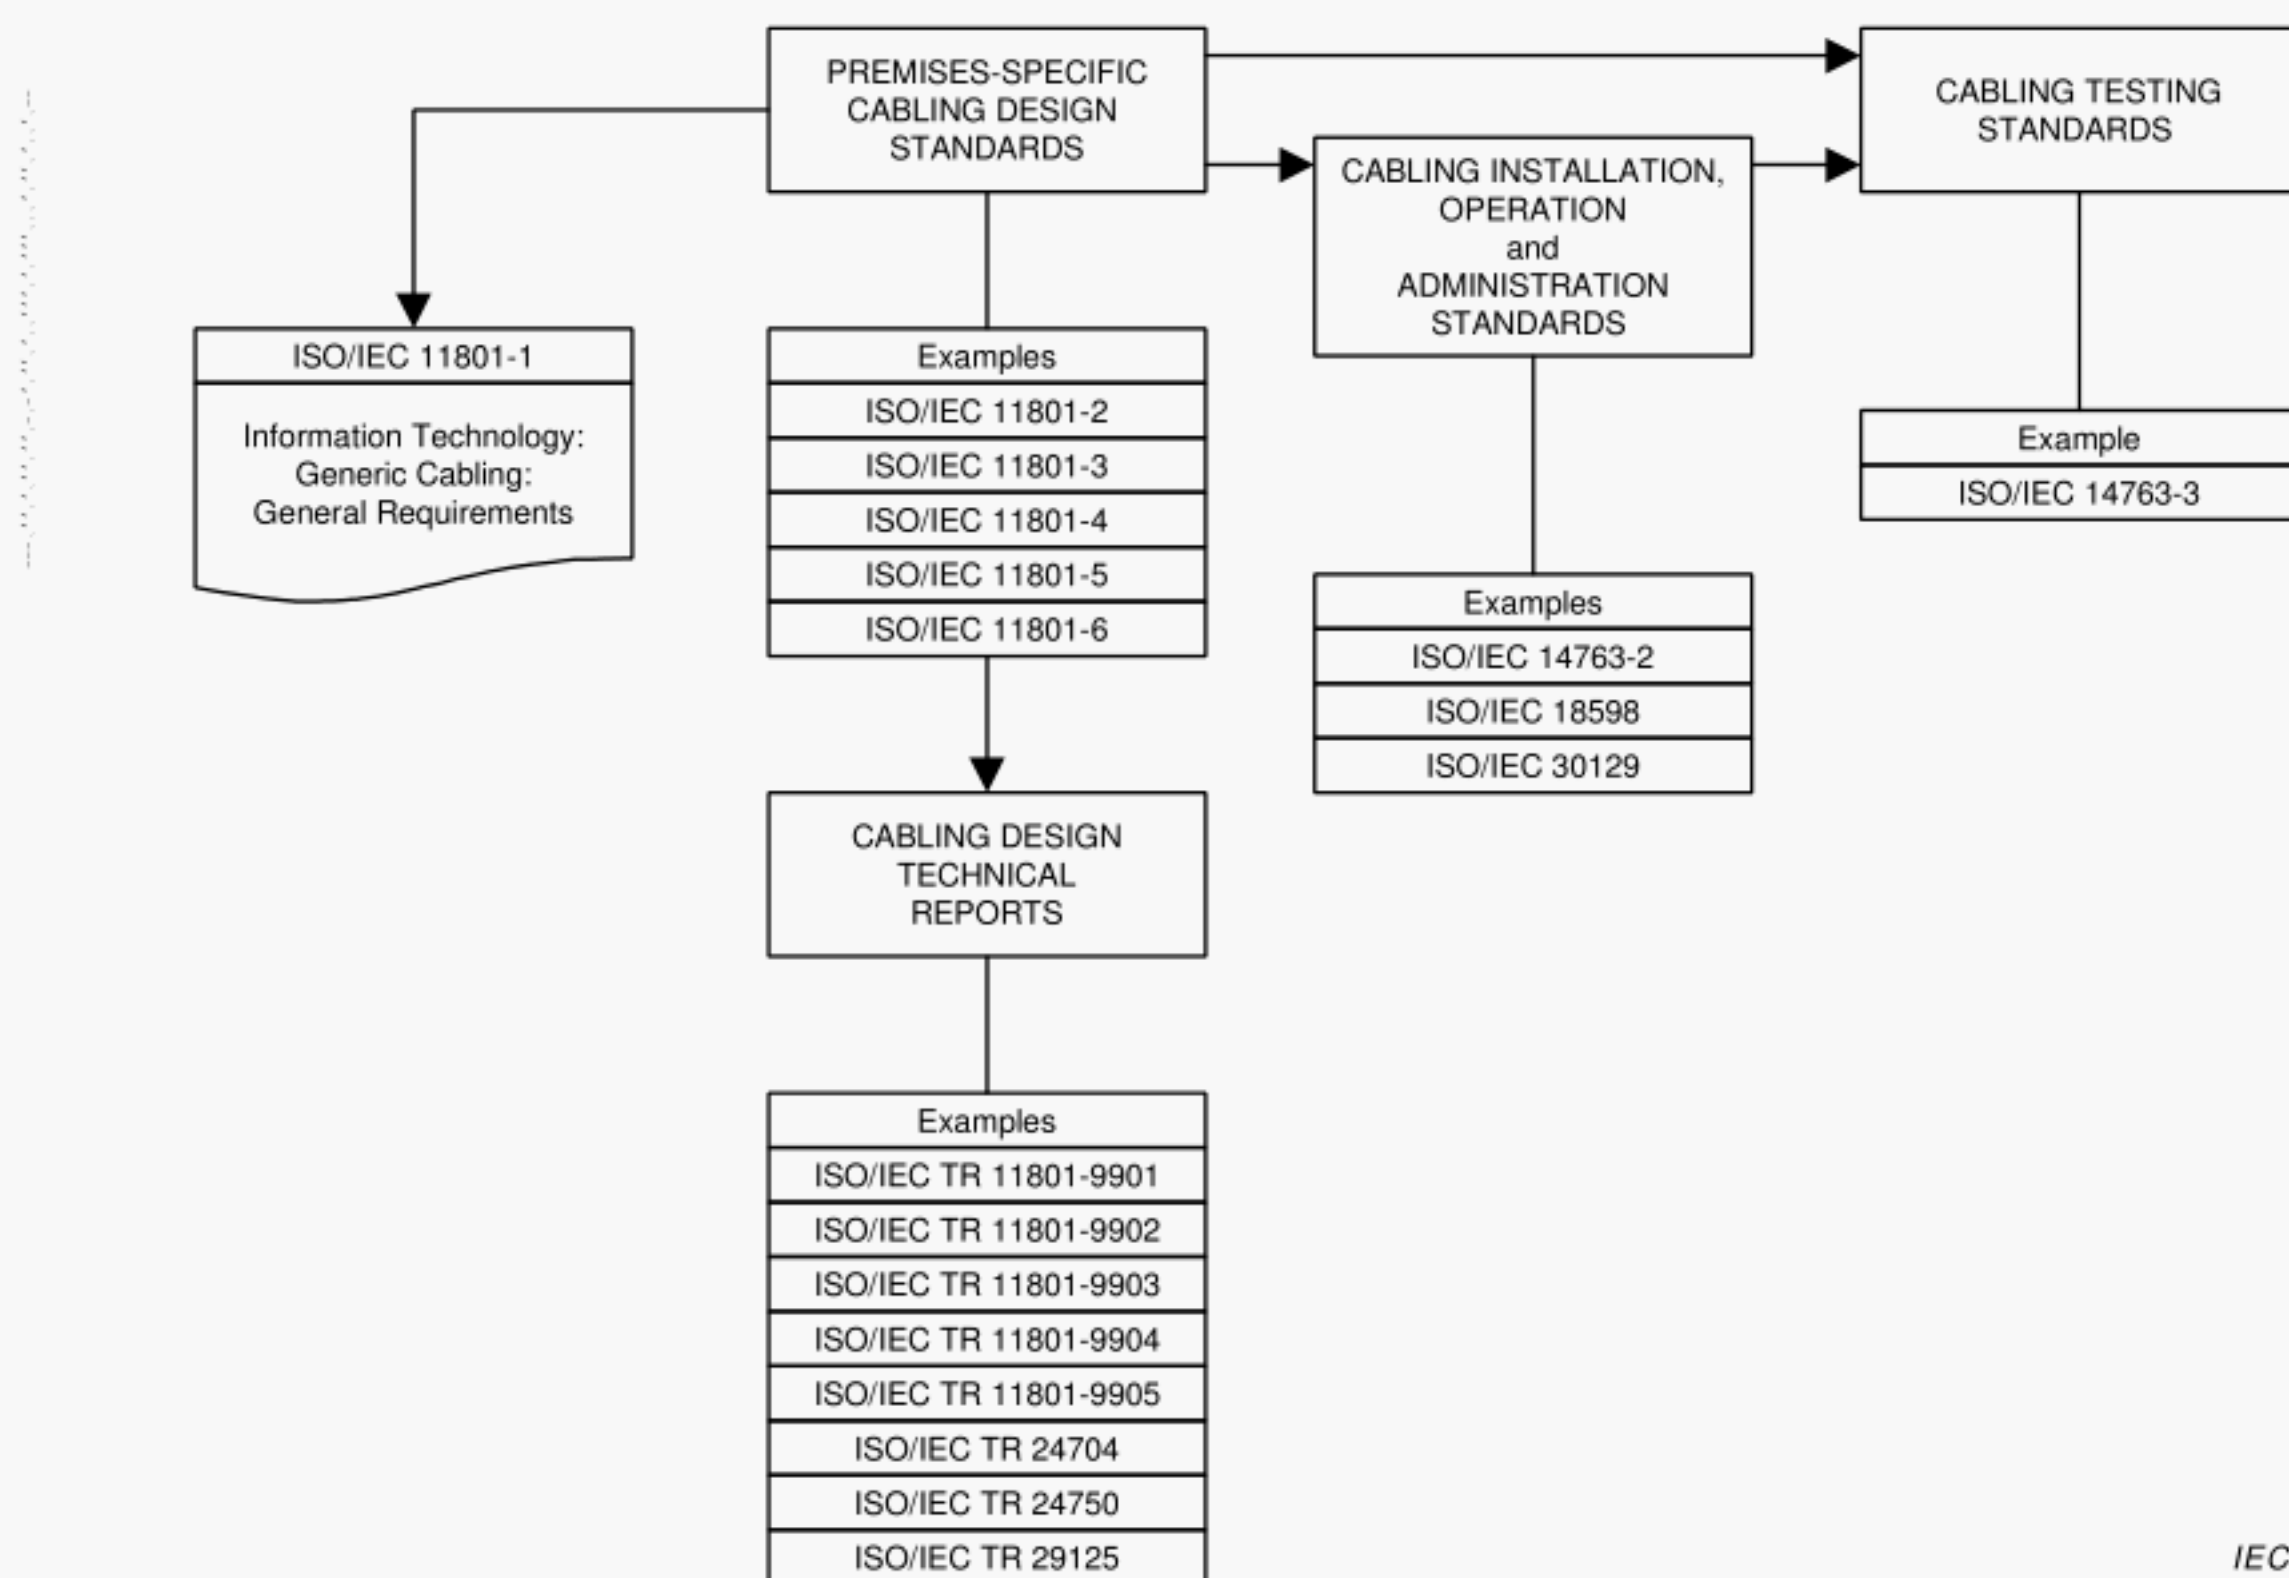 PREMISES-SPECIFIC
CABLING DESIGN
STANDARDS
CABLING TESTING
STANDARDS
CABLING INSTALLATION,
OPERATION
and
ADMINISTRATION
STANDARDS
ISO/IEC 11801-1
Information Technology:
Generic Cabling:
General Requirements
Examples
ISO/IEC 11801-2
ISO/IEC 11801-3
ISO/IEC 11801-4
ISO/IEC 11801-5
ISO/IEC 11801-6
Example
ISO/IEC 14763-3
Examples
ISO/IEC 14763-2
ISO/IEC 18598
ISO/IEC 30129
CABLING DESIGN
TECHNICAL
REPORTS
Examples
ISO/IEC TR 11801-9901
ISO/IEC TR 11801-9902
ISO/IEC TR 11801-9903
ISO/IEC TR 11801-9904
ISO/IEC TR 11801-9905
ISO/IEC TR 24704
ISO/IEC TR 24750
ISO/IEC TR 29125
IEC